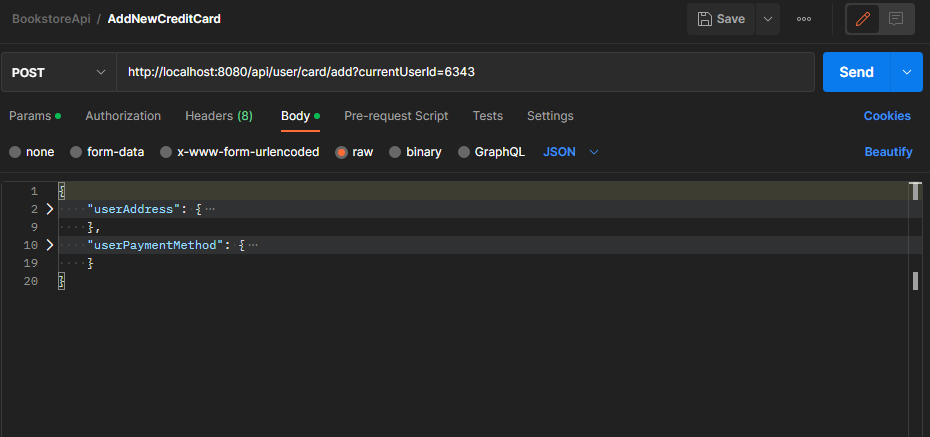 BookstoreApi / AddNewCreditCard Save
POST http://localhost:8080/api/user/card/add?currentUserId=6343 Send
Params Authorization Headers (8) Body Pre-request Script Tests Settings Cookies
none form-data x-www-form-urlencoded raw binary GraphQL JSON Beautify
1 {
2 "userAddress": {⋯
9 },
10 "userPaymentMethod": {⋯
19 }
20 }